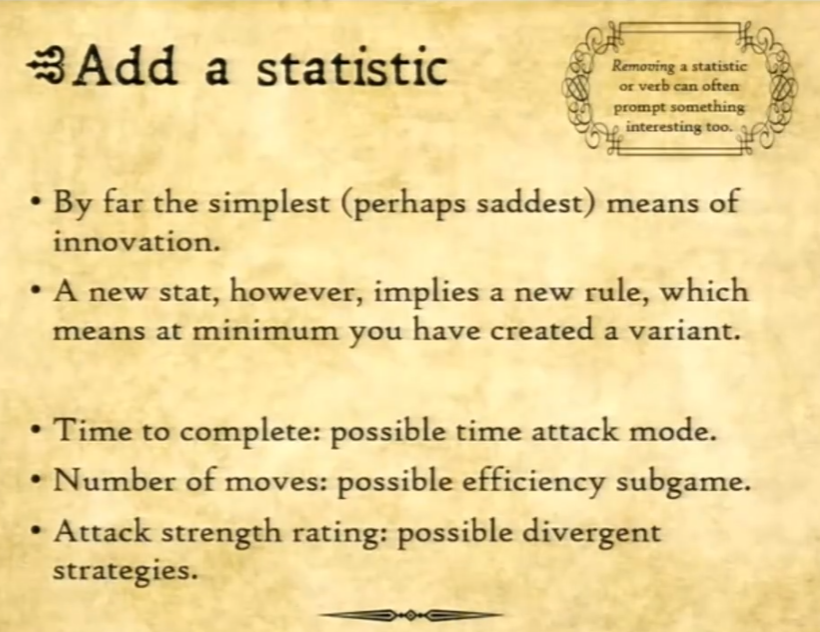 Add a statistic
Removing a statistic
or verb can often
prompt something
interesting too.
• By far the simplest (perhaps saddest) means of
innovation.
• A new stat, however, implies a new rule, which
means at minimum you have created a variant.
• Time to complete: possible time attack mode.
• Number of moves: possible efficiency subgame.
• Attack strength rating: possible divergent
strategies.